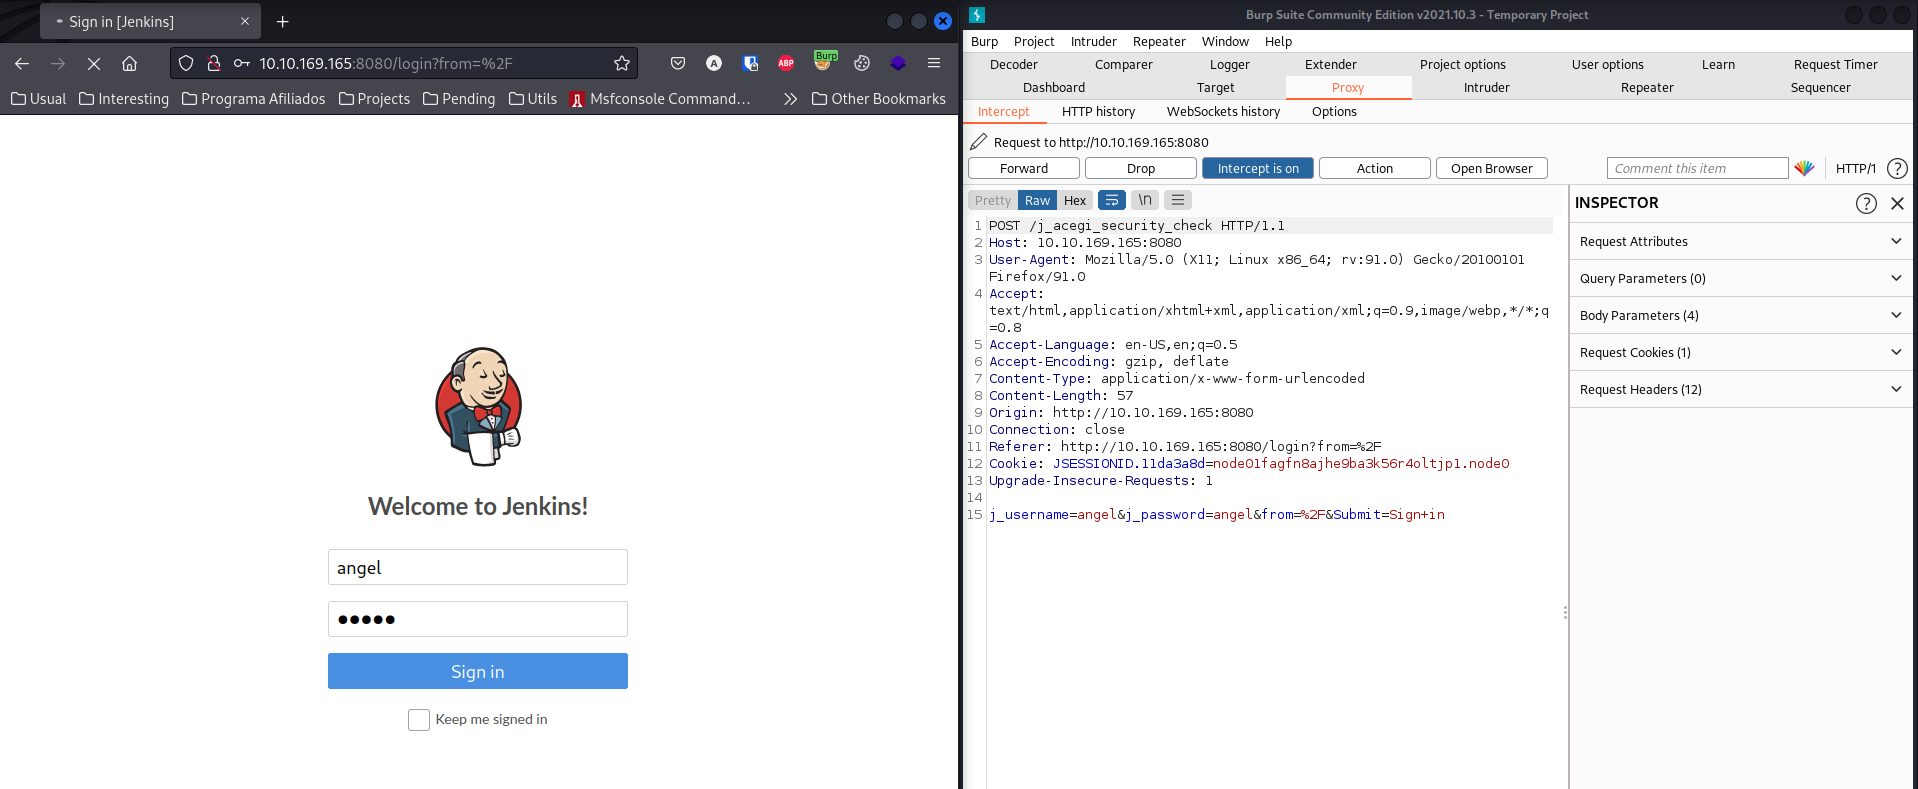 Sign in [Jenkins]
10.10.169.165:8080/login?from=%2F
Burp
A
ABP
Usual Interesting Programa Afiliados Projects Pending Utils Msfconsole Command... Other Bookmarks
Welcome to Jenkins!
angel
●●●●●
Sign in
Keep me signed in
Burp Suite Community Edition v2021.10.3 - Temporary Project
Burp Project Intruder Repeater Window Help
Decoder Comparer Logger Extender Project options User options Learn Request Timer
Dashboard Target Proxy Intruder Repeater Sequencer
Intercept HTTP history WebSockets history Options
Request to http://10.10.169.165:8080
Forward Drop Intercept is on Action Open Browser Comment this item HTTP/1 ?
Pretty Raw Hex \n
1 POST /j_acegi_security_check HTTP/1.1
2 Host: 10.10.169.165:8080
3 User-Agent: Mozilla/5.0 (X11; Linux x86_64; rv:91.0) Gecko/20100101
Firefox/91.0
4 Accept:
text/html,application/xhtml+xml,application/xml;q=0.9,image/webp,*/*;q
=0.8
5 Accept-Language: en-US,en;q=0.5
6 Accept-Encoding: gzip, deflate
7 Content-Type: application/x-www-form-urlencoded
8 Content-Length: 57
9 Origin: http://10.10.169.165:8080
10 Connection: close
11 Referer: http://10.10.169.165:8080/login?from=%2F
12 Cookie: JSESSIONID.11da3a8d=node01fagfn8ajhe9ba3k56r4oltjp1.node0
13 Upgrade-Insecure-Requests: 1
14
15 j_username=angel&j_password=angel&from=%2F&Submit=Sign+in
INSPECTOR ?
Request Attributes
Query Parameters (0)
Body Parameters (4)
Request Cookies (1)
Request Headers (12)